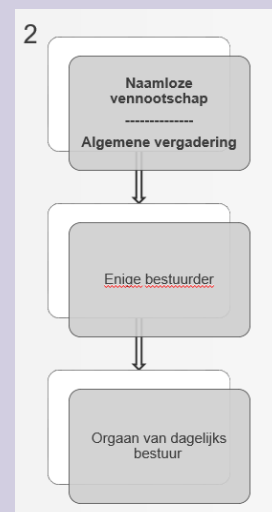 2
Naamloze
vennootschap
--------------
Algemene vergadering
Enige bestuurder
Orgaan van dagelijks
bestuur